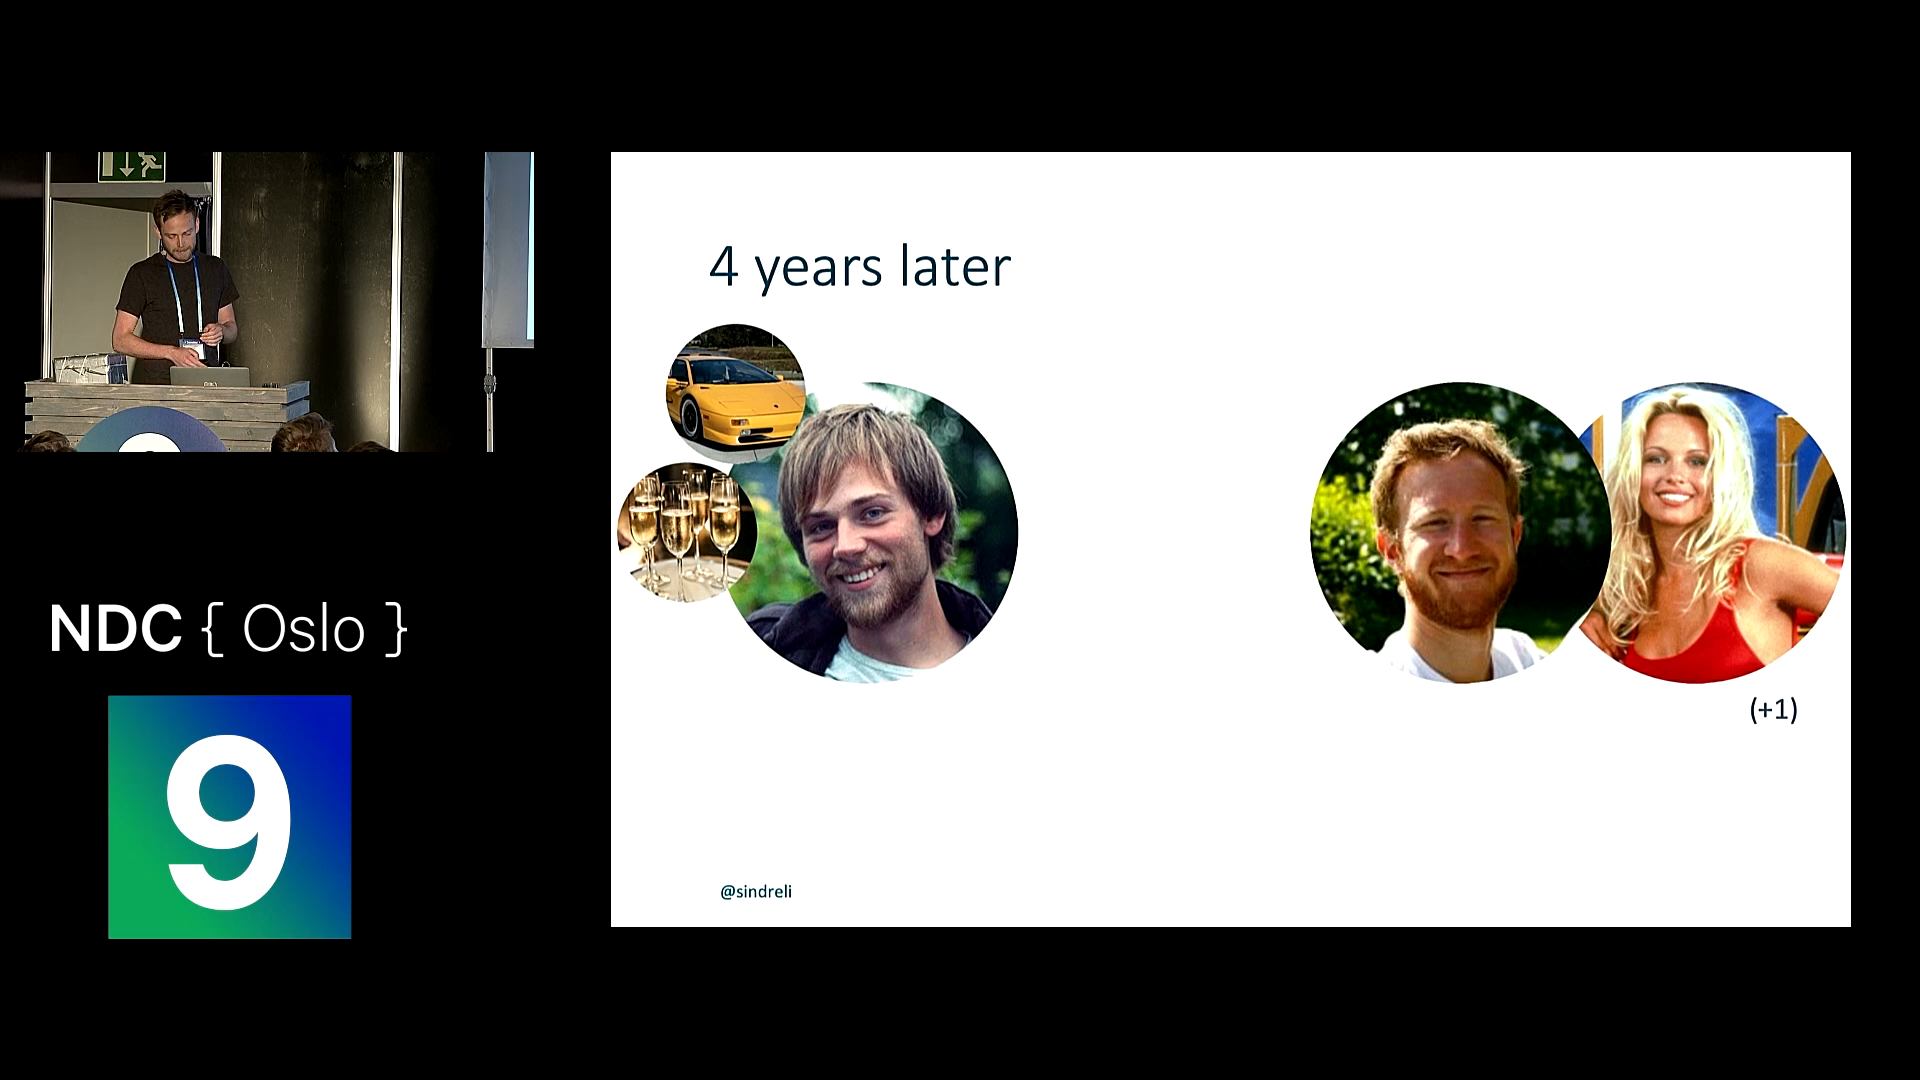 4 years later
(+1)
@sindreli
NDC { Oslo }
9